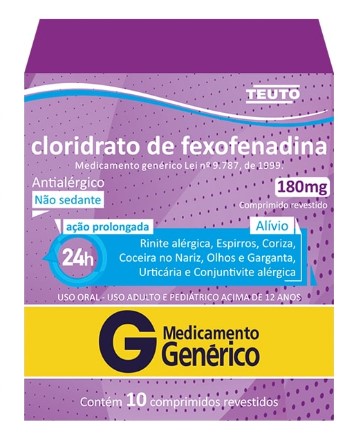 TEUTO
cloridrato de fexofenadina
Medicamento genérico Lei nº 9.787, de 1999.
Antialérgico
Não sedante
180mg
Comprimido revestido
ação prolongada
24h
Alívio
Rinite alérgica, Espirros, Coriza,
Coceira no Nariz, Olhos e Garganta,
Urticária e Conjuntivite alérgica
USO ORAL - USO ADULTO E PEDIÁTRICO ACIMA DE 12 ANOS
G Medicamento
Genérico
Contém 10 comprimidos revestidos